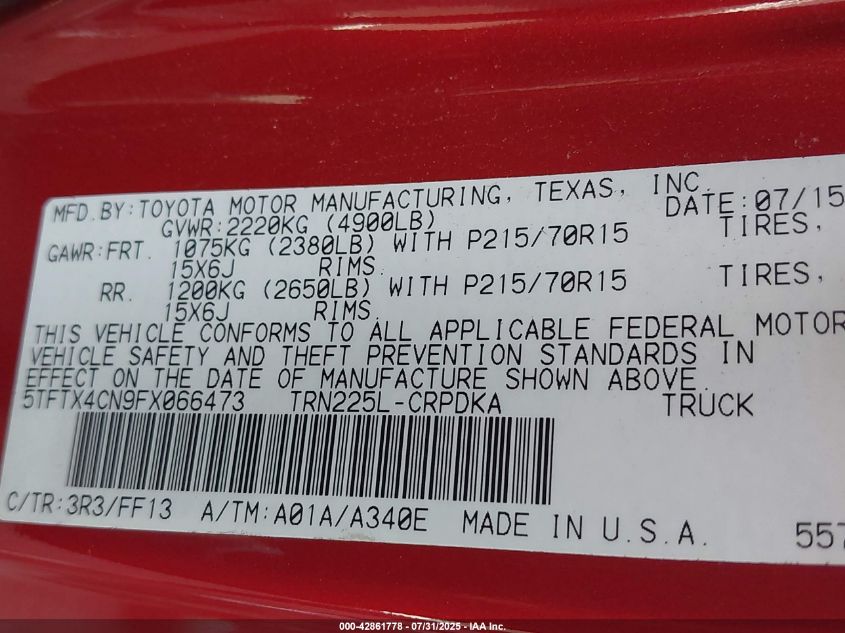 MFD.BY:TOYOTA MOTOR MANUFACTURING, TEXAS, INC.
GVWR:2220KG (4900LB) DATE:07/15
GAWR:FRT. 1075KG (2380LB) WITH P215/70R15 TIRES,
15X6J RIMS.
RR. 1200KG (2650LB) WITH P215/70R15 TIRES,
15X6J RIMS.
THIS VEHICLE CONFORMS TO ALL APPLICABLE FEDERAL MOTOR
VEHICLE SAFETY AND THEFT PREVENTION STANDARDS IN
EFFECT ON THE DATE OF MANUFACTURE SHOWN ABOVE.
5TFTX4CN9FX066473 TRN225L-CRPDKA TRUCK
C/TR:3R3/FF13 A/TM:A01A/A340E MADE IN U.S.A. 557
000-42861778 - 07/31/2025 - IAA Inc.